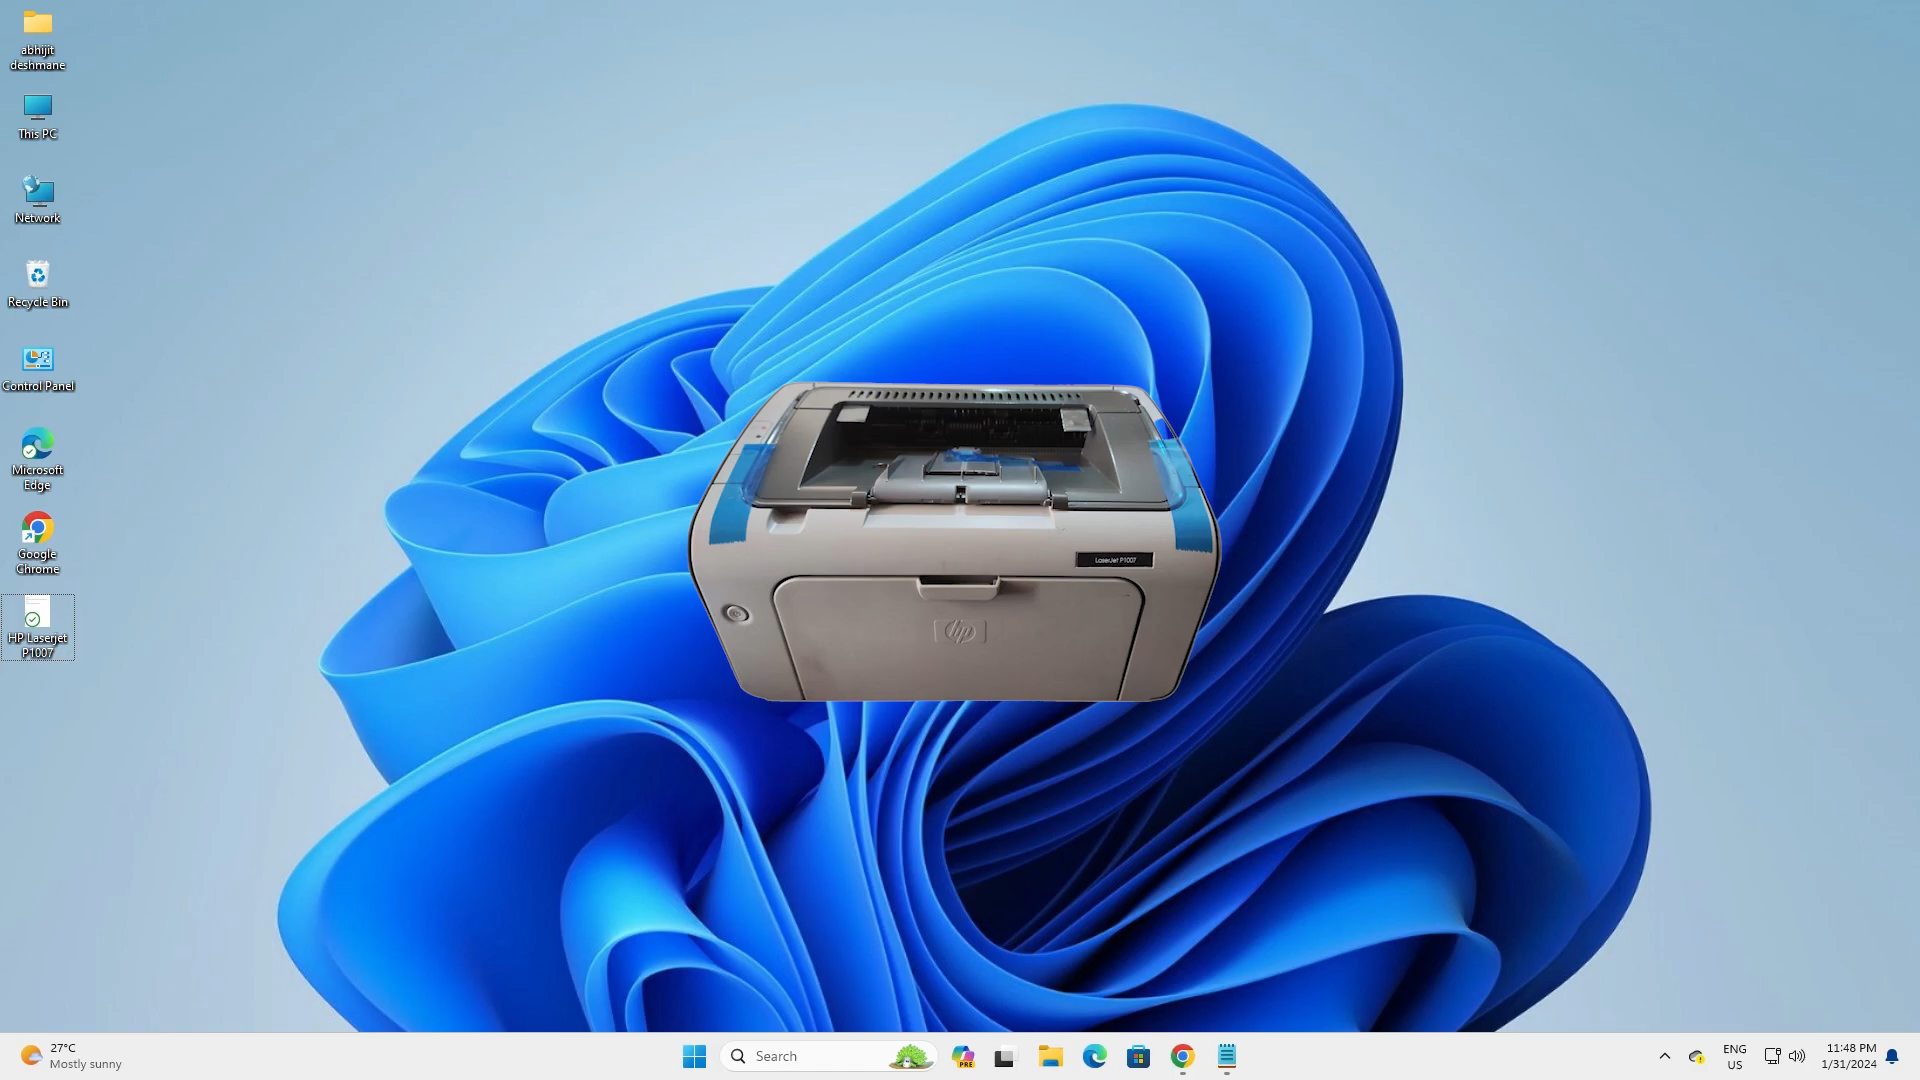 abhijit
deshmane
This PC
Network
Recycle Bin
Control Panel
Microsoft
Edge
Google
Chrome
HP Laserjet
P1007
LaserJet P1007
hp
27°C
Mostly sunny
Search
PRE
ENG
US
11:48 PM
1/31/2024